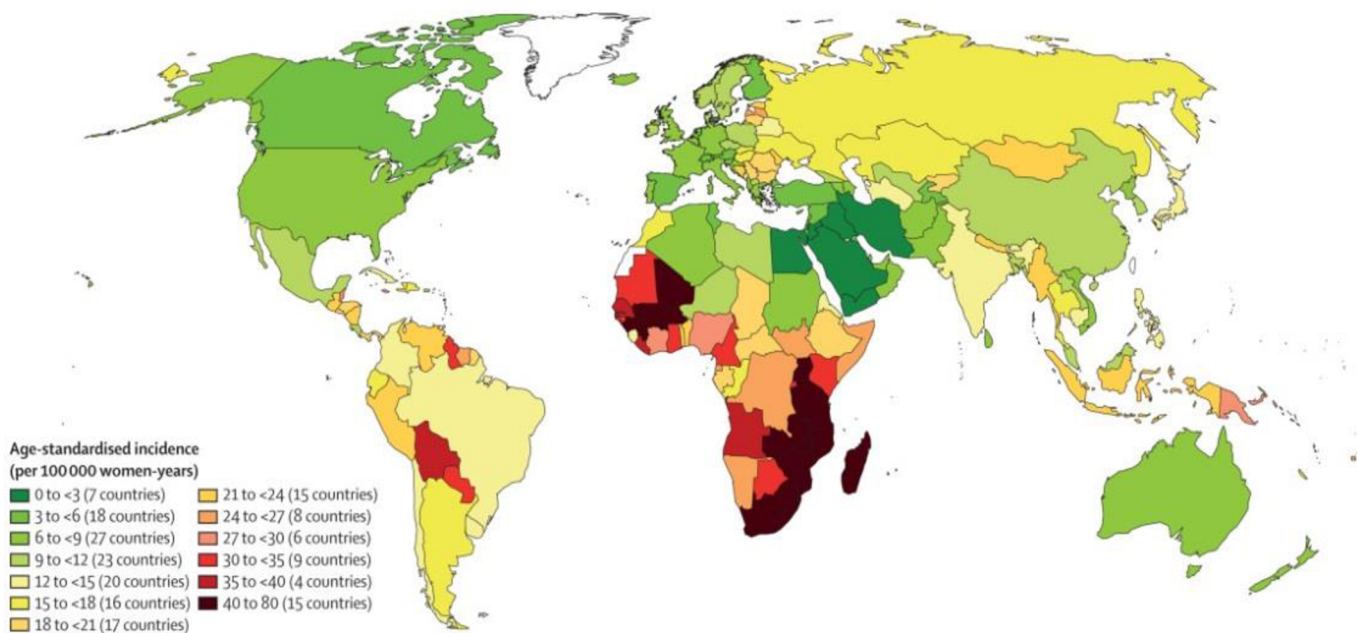 Age-standardised incidence
(per 100 000 women-years)
0 to <3 (7 countries)
3 to <6 (18 countries)
6 to <9 (27 countries)
9 to <12 (23 countries)
12 to <15 (20 countries)
15 to <18 (16 countries)
18 to <21 (17 countries)
21 to <24 (15 countries)
24 to <27 (8 countries)
27 to <30 (6 countries)
30 to <35 (9 countries)
35 to <40 (4 countries)
40 to 80 (15 countries)